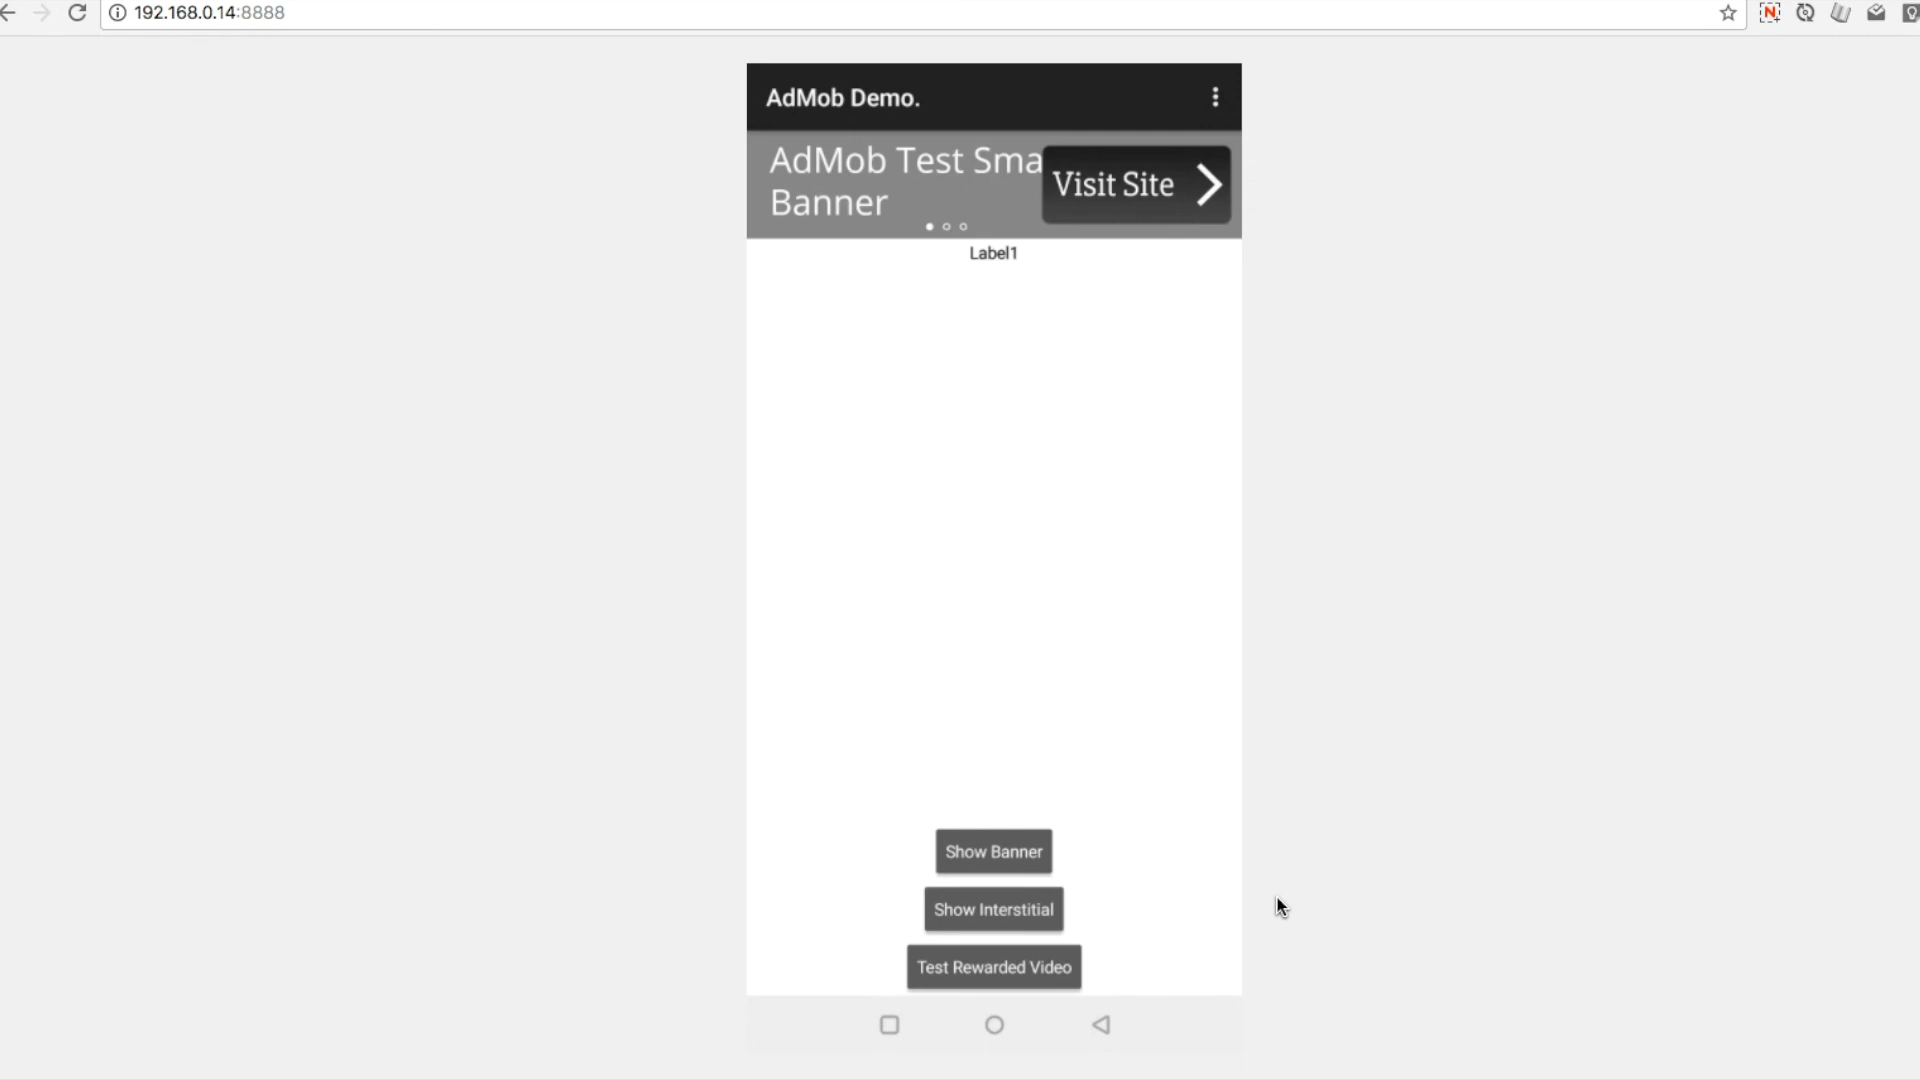 192.168.0.14:8888
AdMob Demo.
AdMob Test Sma
Banner
Visit Site
Label1
Show Banner
Show Interstitial
Test Rewarded Video